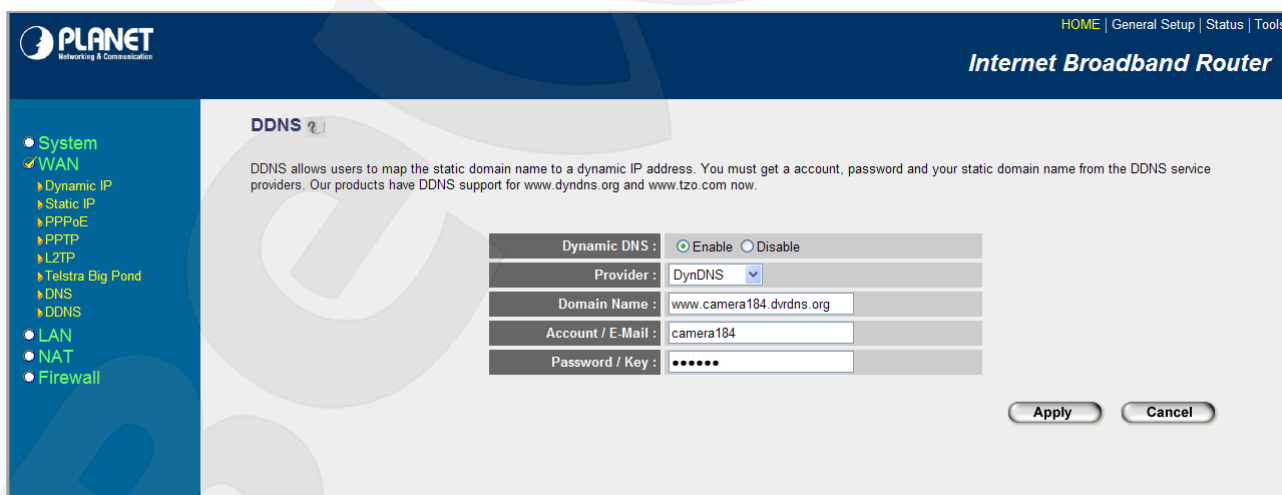 PLANET
Networking & Communication
HOME | General Setup | Status | Tools
Internet Broadband Router
System
WAN
Dynamic IP
Static IP
PPPoE
PPTP
L2TP
Telstra Big Pond
DNS
DDNS
LAN
NAT
Firewall
DDNS
DDNS allows users to map the static domain name to a dynamic IP address. You must get a account, password and your static domain name from the DDNS service
providers. Our products have DDNS support for www.dyndns.org and www.tzo.com now.
Dynamic DNS : Enable Disable
Provider : DynDNS
Domain Name : www.camera184.dvrdns.org
Account / E-Mail : camera184
Password / Key : ●●●●●●
Apply Cancel